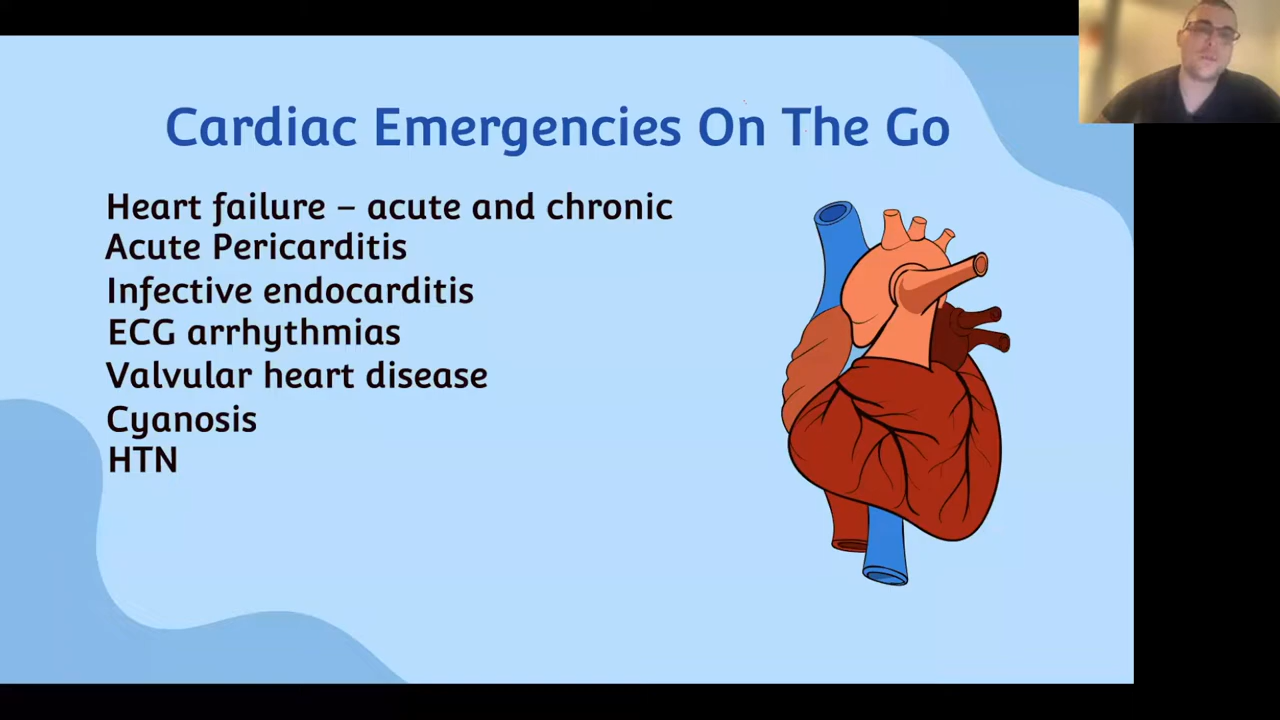 Cardiac Emergencies On The Go
Heart failure – acute and chronic
Acute Pericarditis
Infective endocarditis
ECG arrhythmias
Valvular heart disease
Cyanosis
HTN